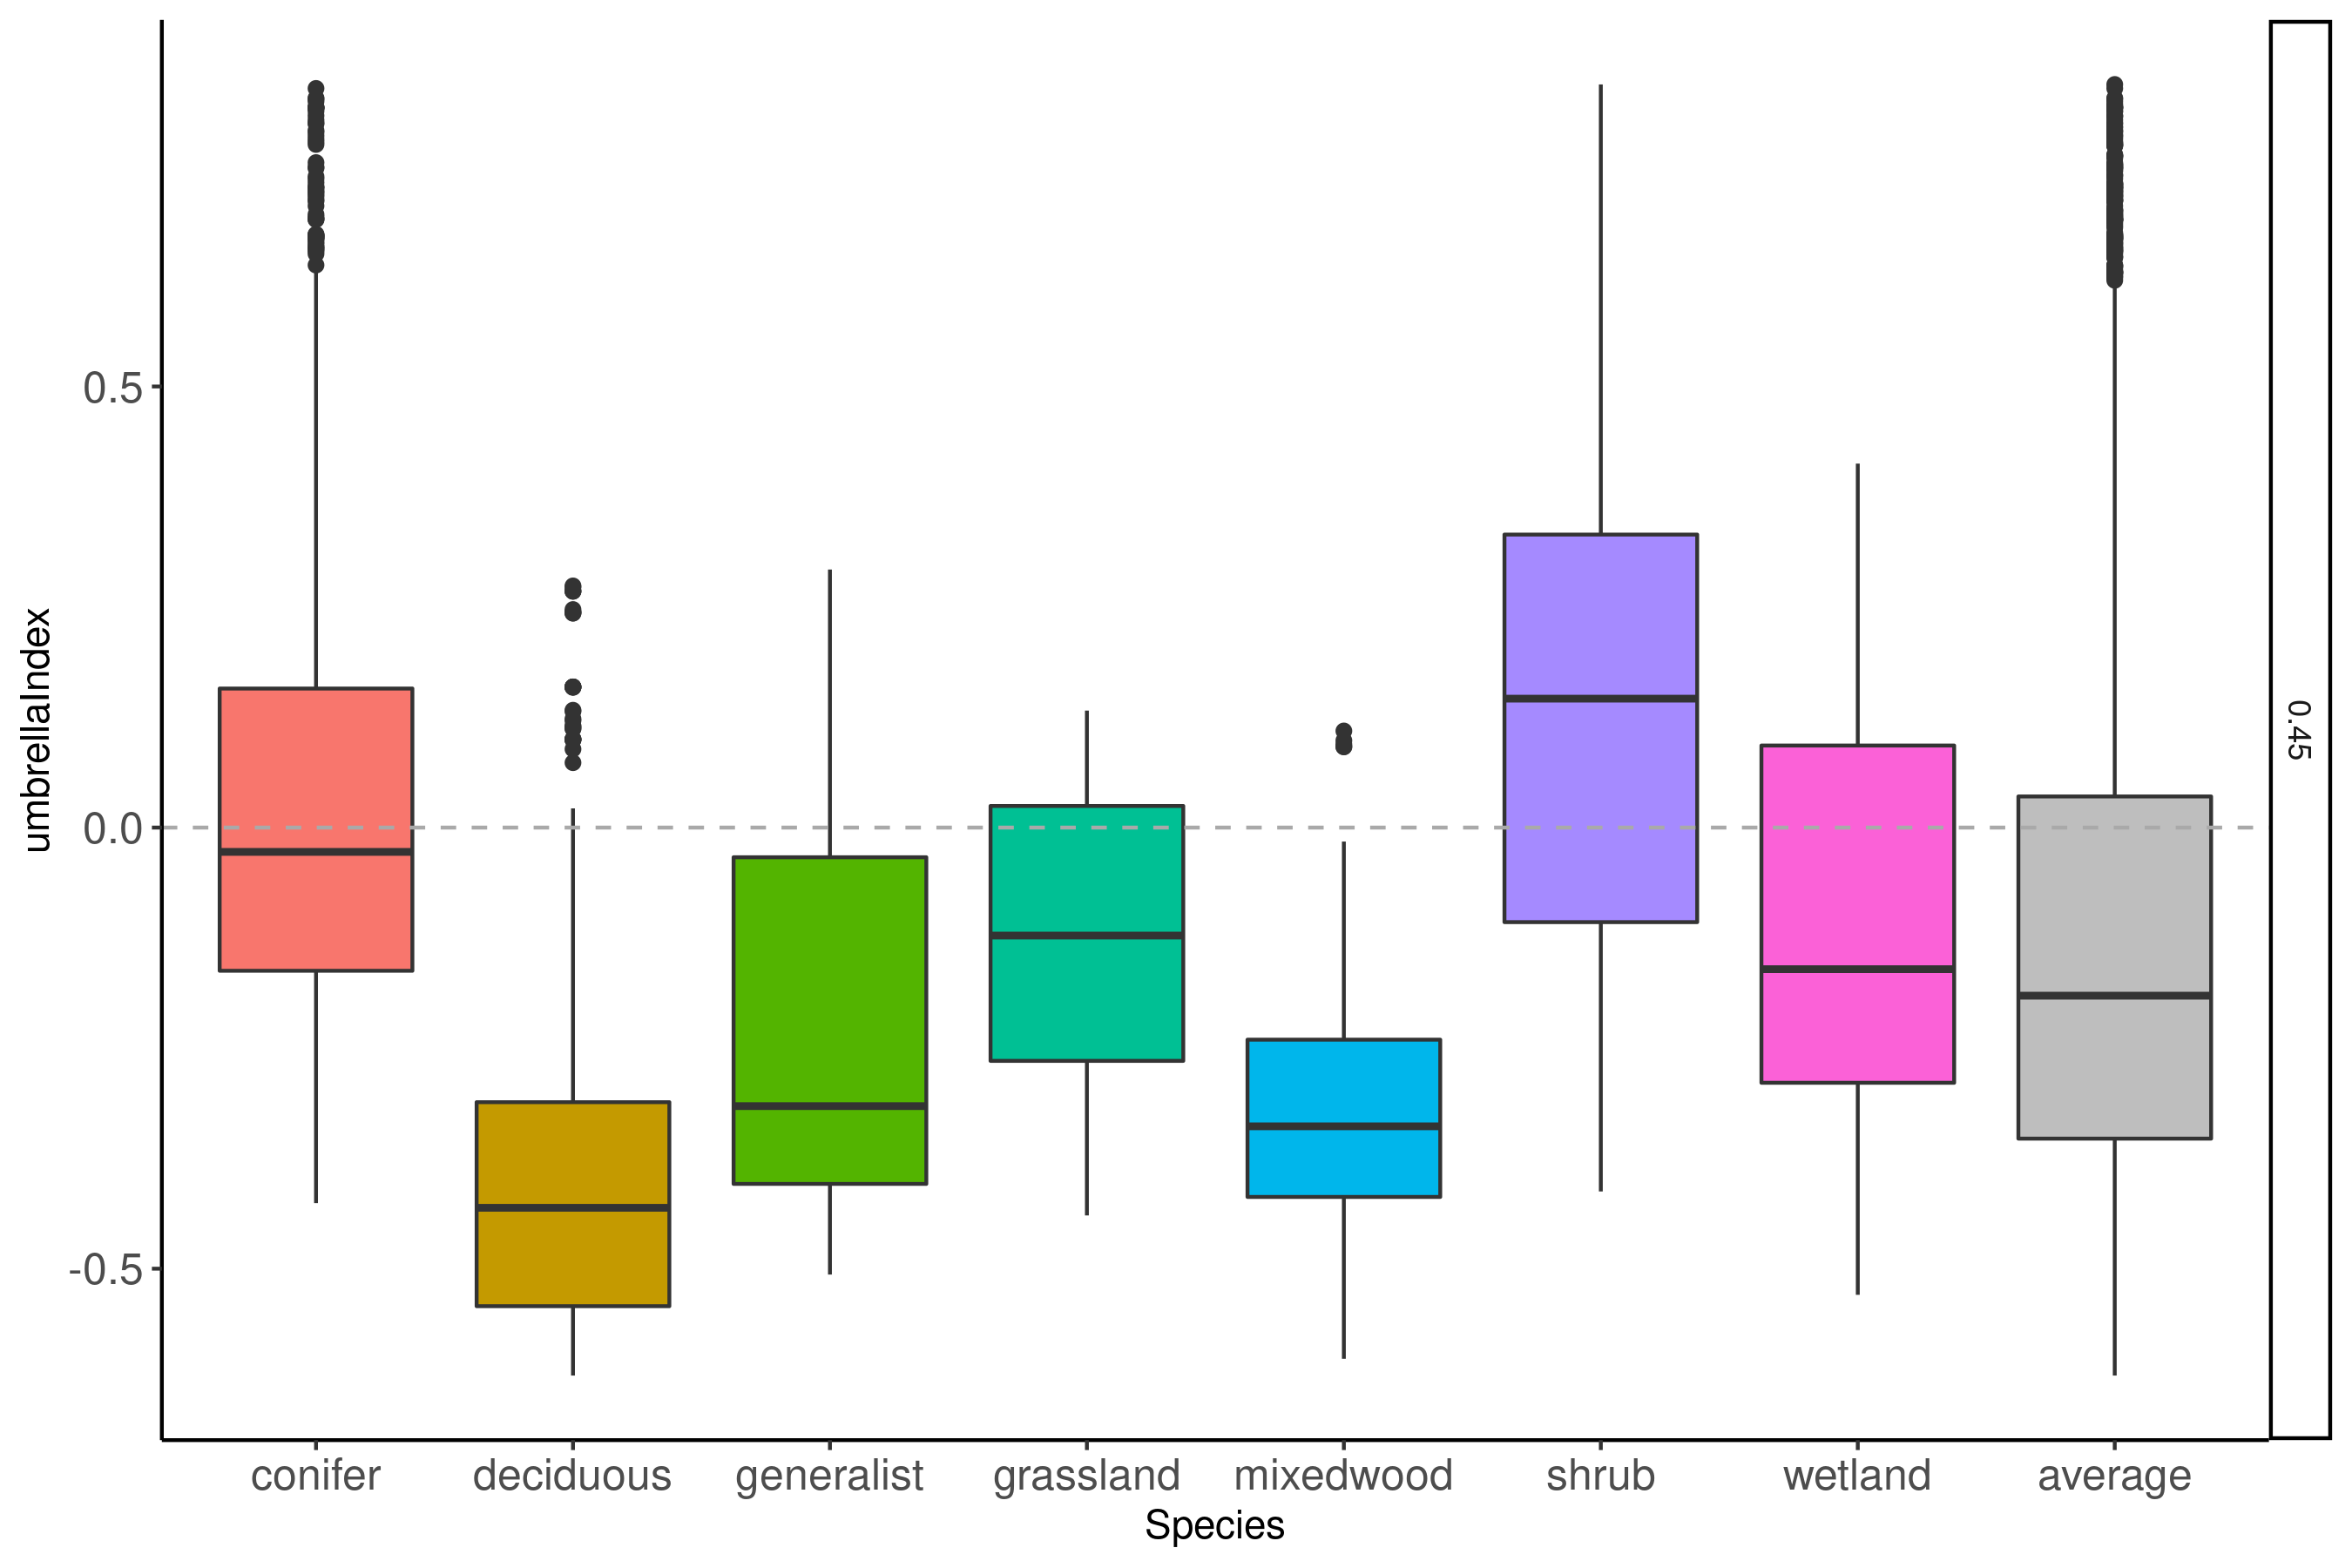 umbrellaIndex
0.5
0.0
-0.5
conifer deciduous generalist grassland mixedwood shrub wetland average
Species
0.45